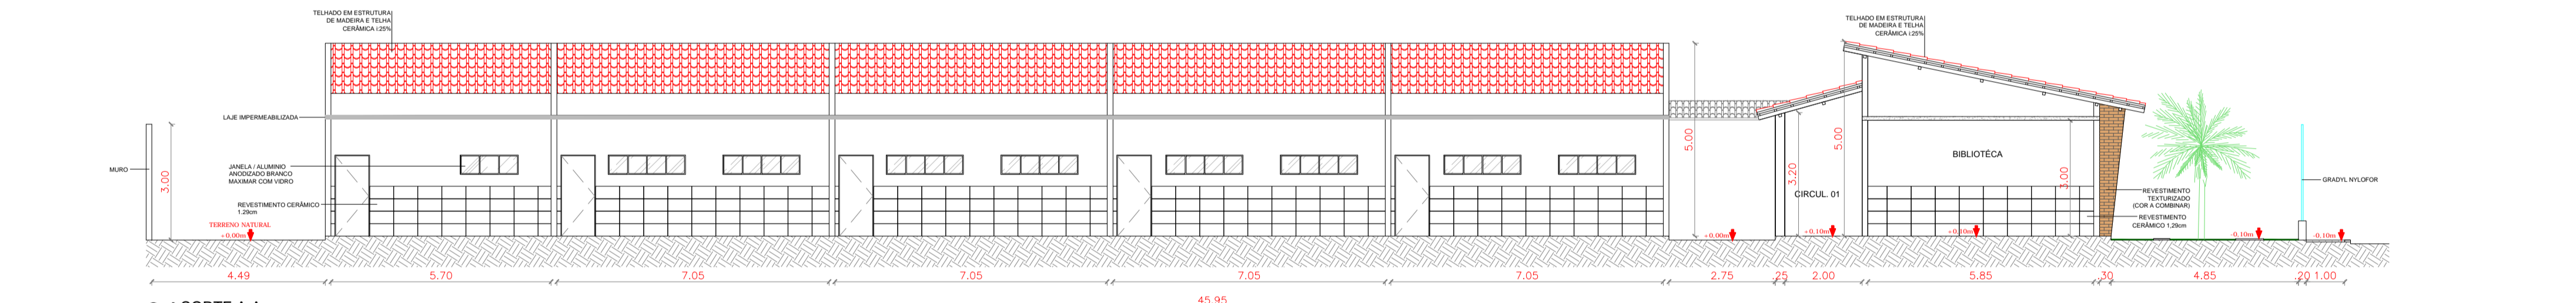 TELHADO EM ESTRUTURA
DE MADEIRA E TELHA
CERÂMICA i:25%
TELHADO EM ESTRUTURA
DE MADEIRA E TELHA
CERÂMICA i:25%
LAJE IMPERMEABILIZADA
MURO
3.00
JANELA / ALUMINIO
ANODIZADO BRANCO
MAXIMAR COM VIDRO
REVESTIMENTO CERÂMICO
1.29cm
TERRENO NATURAL
+0.00m
5.00
+0.00m
3.20
5.00
CIRCUL. 01
+0.10m
BIBLIOTÉCA
3.00
+0.10m
REVESTIMENTO
TEXTURIZADO
(COR A COMBINAR)
REVESTIMENTO
CERÂMICO 1,29cm
GRADYL NYLOFOR
-0.10m
-0.10m
4.49
5.70
7.05
7.05
7.05
7.05
2.75
.25
2.00
5.85
.30
4.85
.20
1.00
45.95